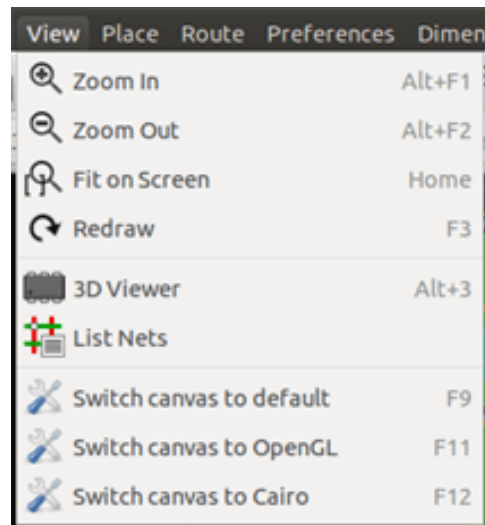 View Place Route Preferences Dimen
Zoom In Alt+F1
Zoom Out Alt+F2
Fit on Screen Home
Redraw F3
3D Viewer Alt+3
List Nets
Switch canvas to default F9
Switch canvas to OpenGL F11
Switch canvas to Cairo F12